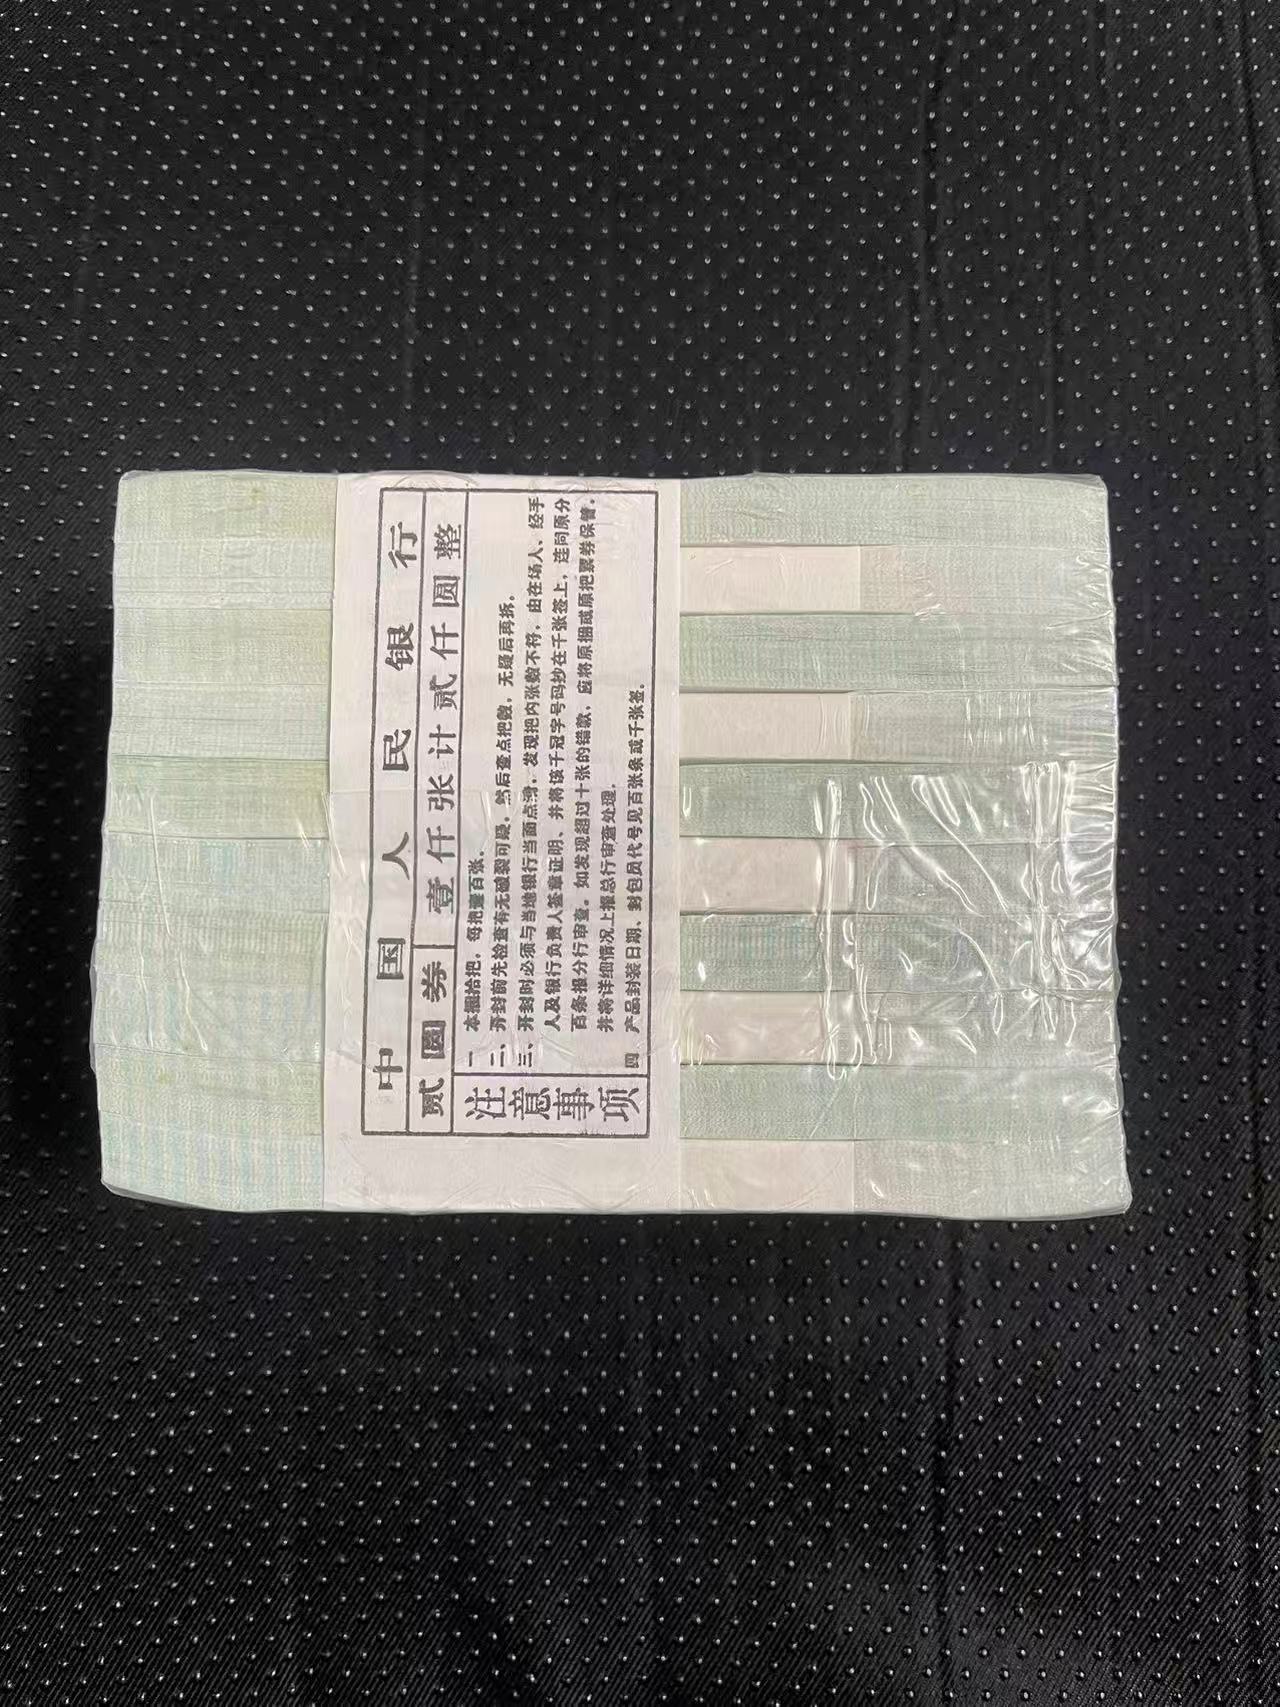 中国人民银行
贰圆券 壹仟张计贰仟圆整
注意事项
一、本捆拾把，每把壹百张。
二、开封前先检查有无破裂可疑，然后查点把数，无疑后再拆。
三、开封时必须与当地银行当面点清，发现把内张数不符，由在场人、经手
人及银行负责人签章证明、并将该千冠字号码抄在千张签上，连同原分
百条报分行审查。如发现超过十张的错款，应将原捆或原把票券保管。
并将详细情况上报总行审查处理。
四 产品封装日期、封包员代号见百张条或千张签。